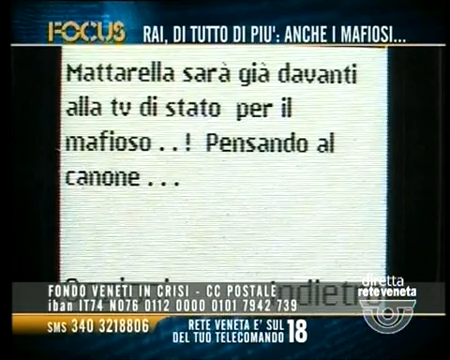 FOCUS RAI, DI TUTTO DI PIU': ANCHE I MAFIOSI...
Mattarella sarà già davanti
alla tv di stato per il
mafioso..! Pensando al
canone...
indietro
diretta
reteveneta
FONDO VENETI IN CRISI - CC POSTALE
iban IT74 N076 0112 0000 0101 7942 739
SMS 340 3218806
RETE VENETA E' SUL
DEL TUO TELECOMANDO 18